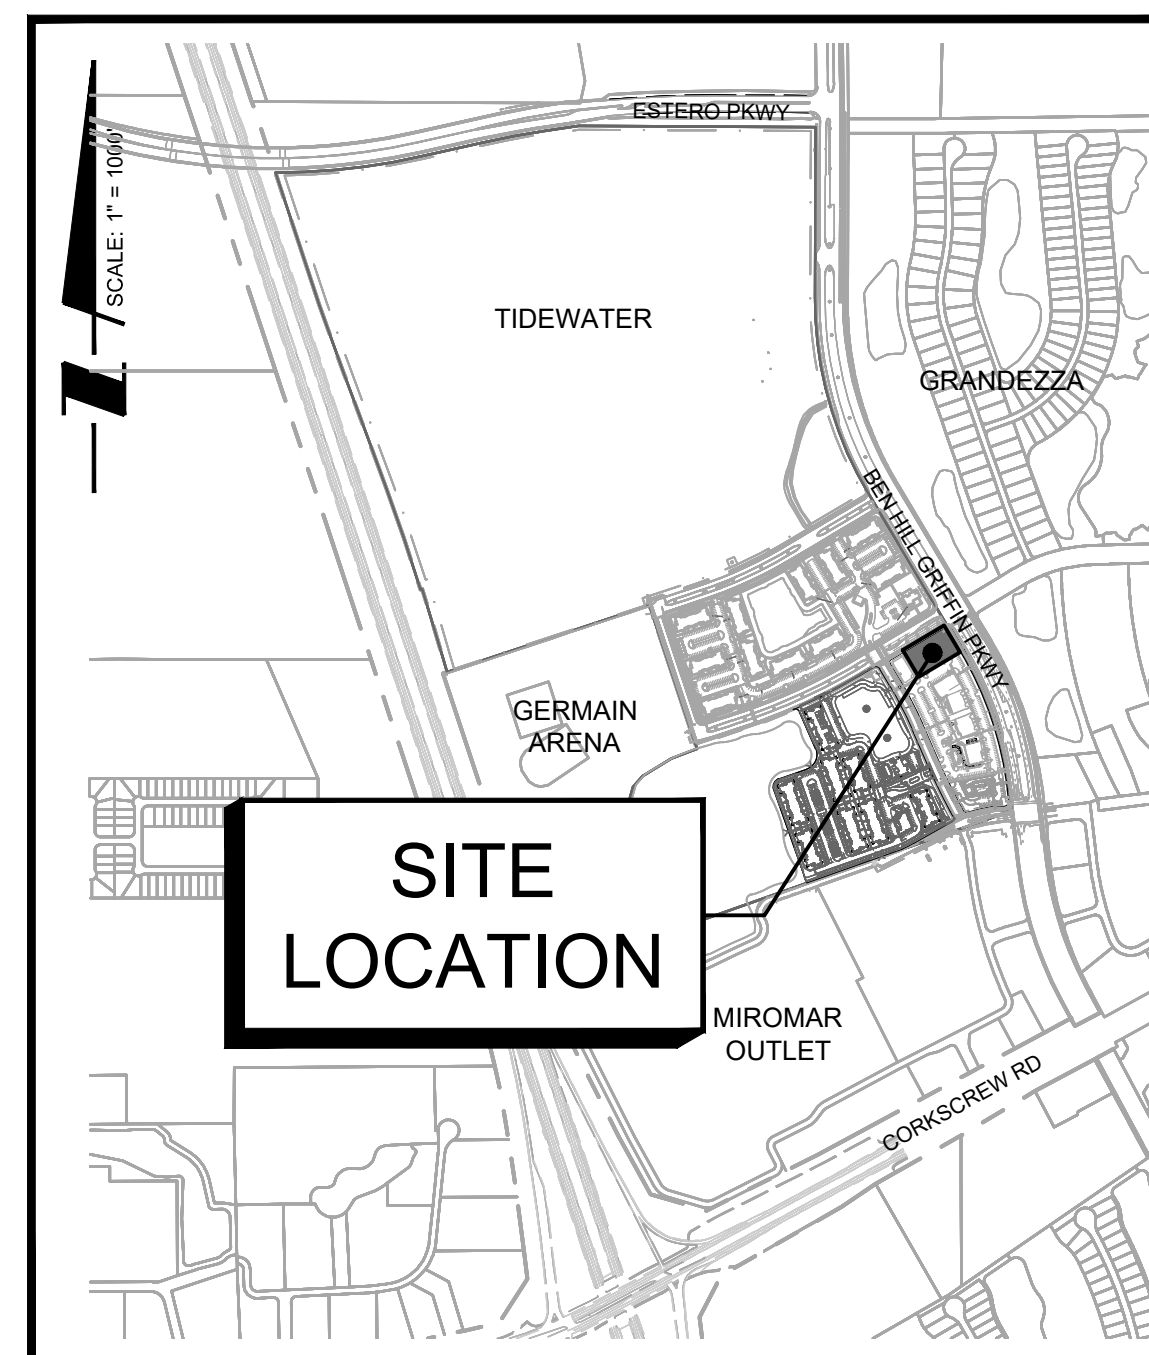 ESTERO PKWY
SCALE: 1" = 1000'
TIDEWATER
GRANDEZZA
BEN HILL GRIFFIN PKWY
GERMAIN
ARENA
SITE
LOCATION
MIROMAR
OUTLET
CORKSCREW RD